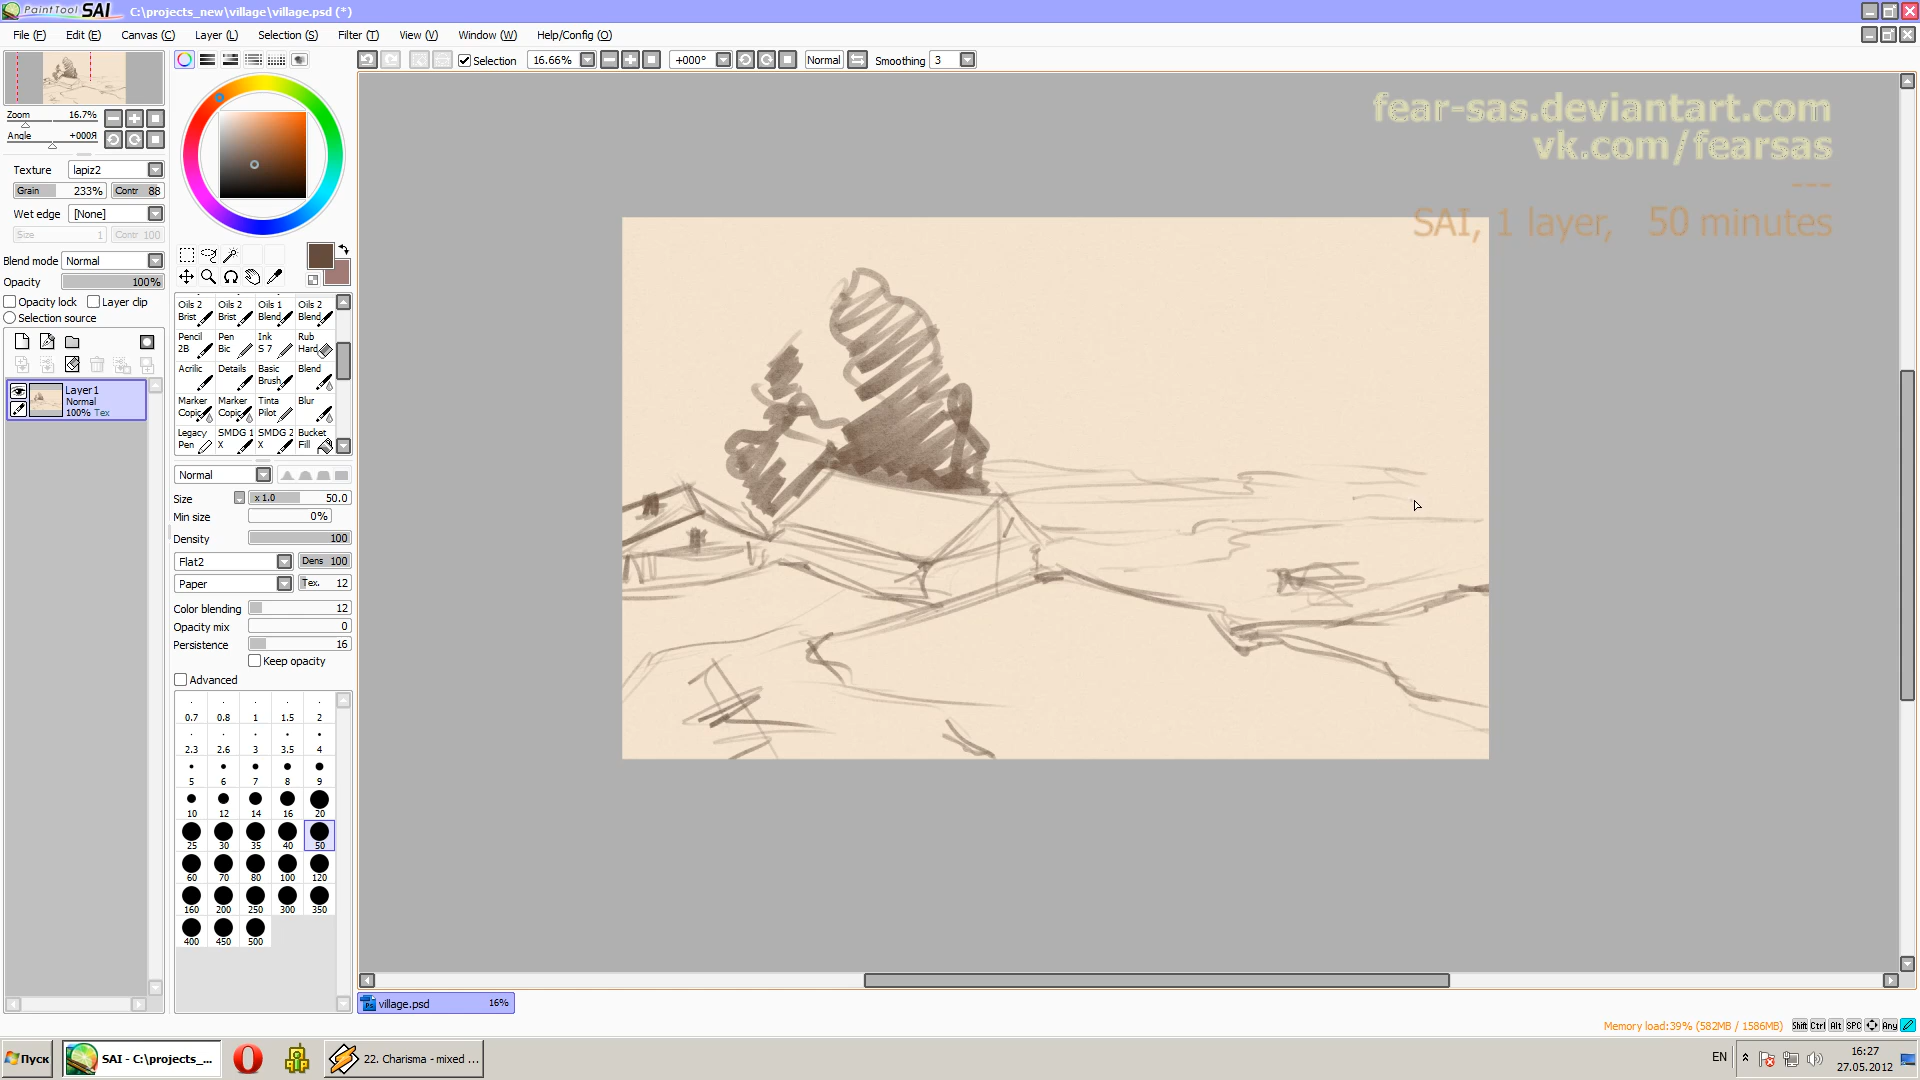 PaintTool SAI C:\projects_new\village\village.psd (*)
File (F) Edit (E) Canvas (C) Layer (L) Selection (S) Filter (T) View (V) Window (W) Help/Config (O)
Selection 16.66% +000° Normal Smoothing 3
Zoom 16.7%
Angle +000Я
Texture lapiz2
Grain 233% Contr 88
Wet edge [None]
Size 1 Contr 100
Blend mode Normal
Opacity 100%
Opacity lock Layer clip
Selection source
Layer1
Normal
100% Tex
Oils 2 Oils 2 Oils 1 Oils 2
Brist Brist Blend Blend
Pencil Pen Ink Rub
2B Bic S 7 Hard
Acrilic Details Basic Blend
Brush
Marker Marker Tinta Blur
Copic Copic Pilot
Legacy SMDG 1 SMDG 2 Bucket
Pen X X Fill
Normal
Size x 1.0 50.0
Min size 0%
Density 100
Flat2 Dens 100
Paper Tex. 12
Color blending 12
Opacity mix 0
Persistence 16
Keep opacity
Advanced
0.7 0.8 1 1.5 2
2.3 2.6 3 3.5 4
5 6 7 8 9
10 12 14 16 20
25 30 35 40 50
60 70 80 100 120
160 200 250 300 350
400 450 500
fear-sas.deviantart.com
vk.com/fearsas
---
SAI, 1 layer, 50 minutes
village.psd 16%
Memory load:39% (582MB / 1586MB) Shift Ctrl Alt SPC Any
Пуск SAI - C:\projects_... 22. Charisma - mixed ... EN 16:27
27.05.2012